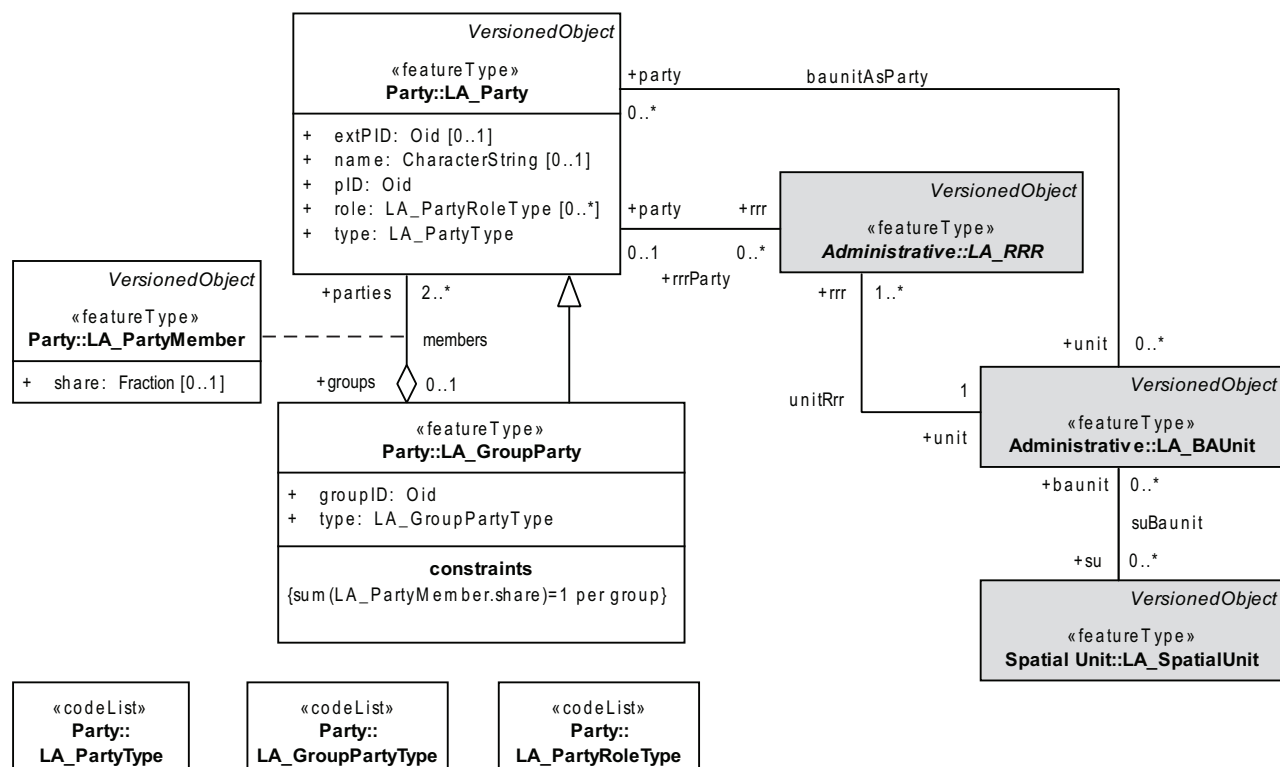 VersionedObject
«featureType»
Party::LA_Party
+ extPID: Oid [0..1]
+ name: CharacterString [0..1]
+ pID: Oid
+ role: LA_PartyRoleType [0..*]
+ type: LA_PartyType
+party
baunitAsParty
0..*
VersionedObject
«featureType»
Administrative::LA_RRR
+party
+rrr
0..1
0..*
+rrrParty
VersionedObject
«featureType»
Party::LA_PartyMember
+ share: Fraction [0..1]
+parties
2..*
members
+groups
0..1
+rrr
1..*
+unit
0..*
unitRrr
1
+unit
VersionedObject
«featureType»
Administrative::LA_BAUnit
«featureType»
Party::LA_GroupParty
+ groupID: Oid
+ type: LA_GroupPartyType
constraints
{sum(LA_PartyMember.share)=1 per group}
+baunit
0..*
suBaunit
+su
0..*
VersionedObject
«featureType»
Spatial Unit::LA_SpatialUnit
«codeList»
Party::
LA_PartyType
«codeList»
Party::
LA_GroupPartyType
«codeList»
Party::
LA_PartyRoleType